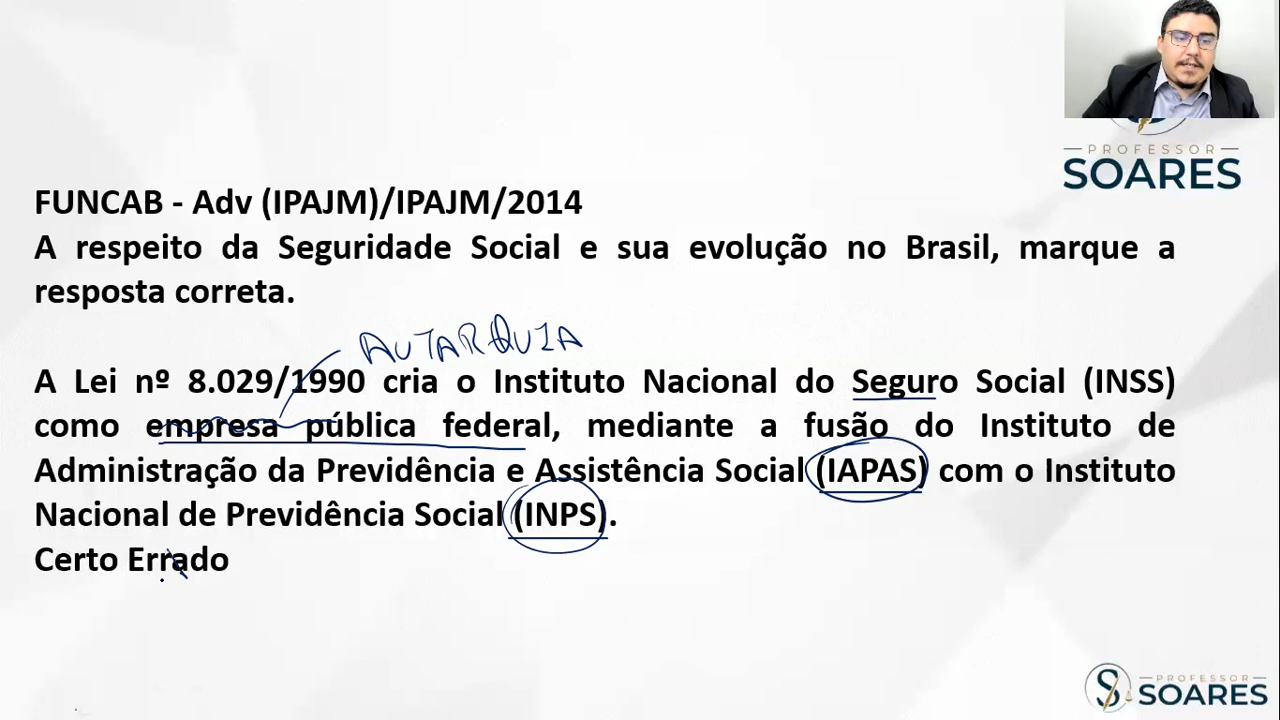 PROFESSOR
SOARES
FUNCAB - Adv (IPAJM)/IPAJM/2014
A respeito da Seguridade Social e sua evolução no Brasil, marque a
resposta correta.
AUTARQUIA
A Lei nº 8.029/1990 cria o Instituto Nacional do Seguro Social (INSS)
como empresa pública federal, mediante a fusão do Instituto de
Administração da Previdência e Assistência Social (IAPAS) com o Instituto
Nacional de Previdência Social (INPS).
Certo Errado
PROFESSOR
SOARES